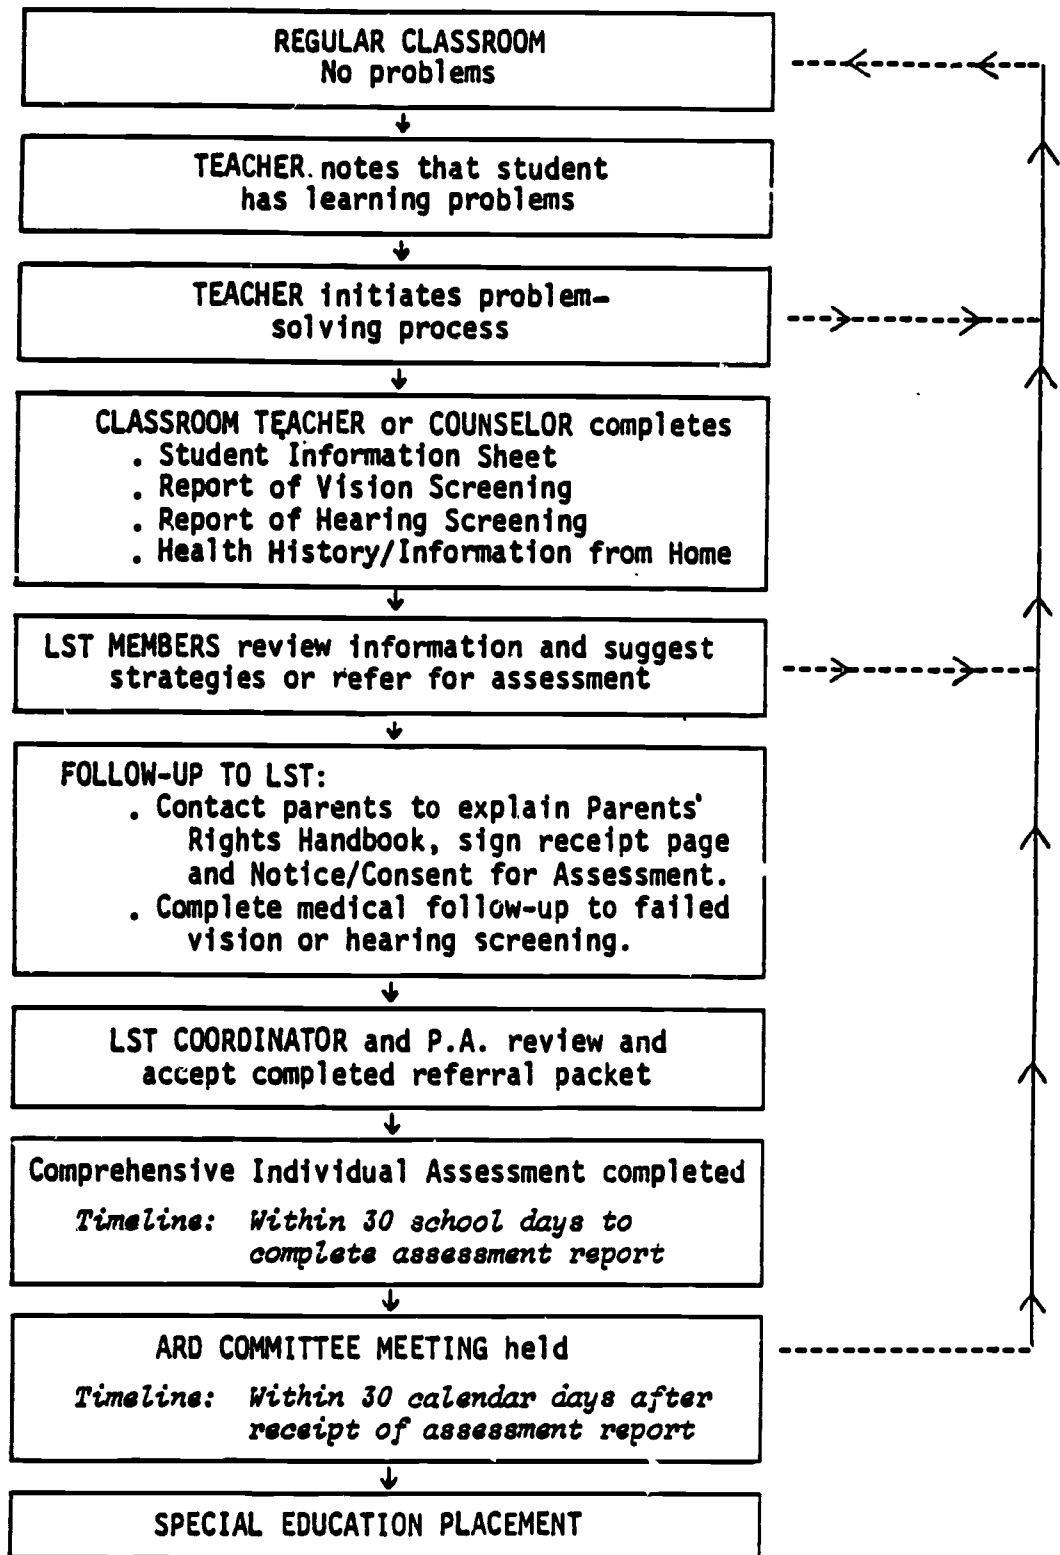 REGULAR CLASSROOM
No problems
TEACHER. notes that student
has learning problems
TEACHER initiates problem-
solving process
CLASSROOM TEACHER or COUNSELOR completes
. Student Information Sheet
. Report of Vision Screening
. Report of Hearing Screening
. Health History/Information from Home
LST MEMBERS review information and suggest
strategies or refer for assessment
FOLLOW-UP TO LST:
. Contact parents to explain Parents'
Rights Handbook, sign receipt page
and Notice/Consent for Assessment.
. Complete medical follow-up to failed
vision or hearing screening.
LST COORDINATOR and P.A. review and
accept completed referral packet
Comprehensive Individual Assessment completed
Timeline: Within 30 school days to
complete assessment report
ARD COMMITTEE MEETING held
Timeline: Within 30 calendar days after
receipt of assessment report
SPECIAL EDUCATION PLACEMENT